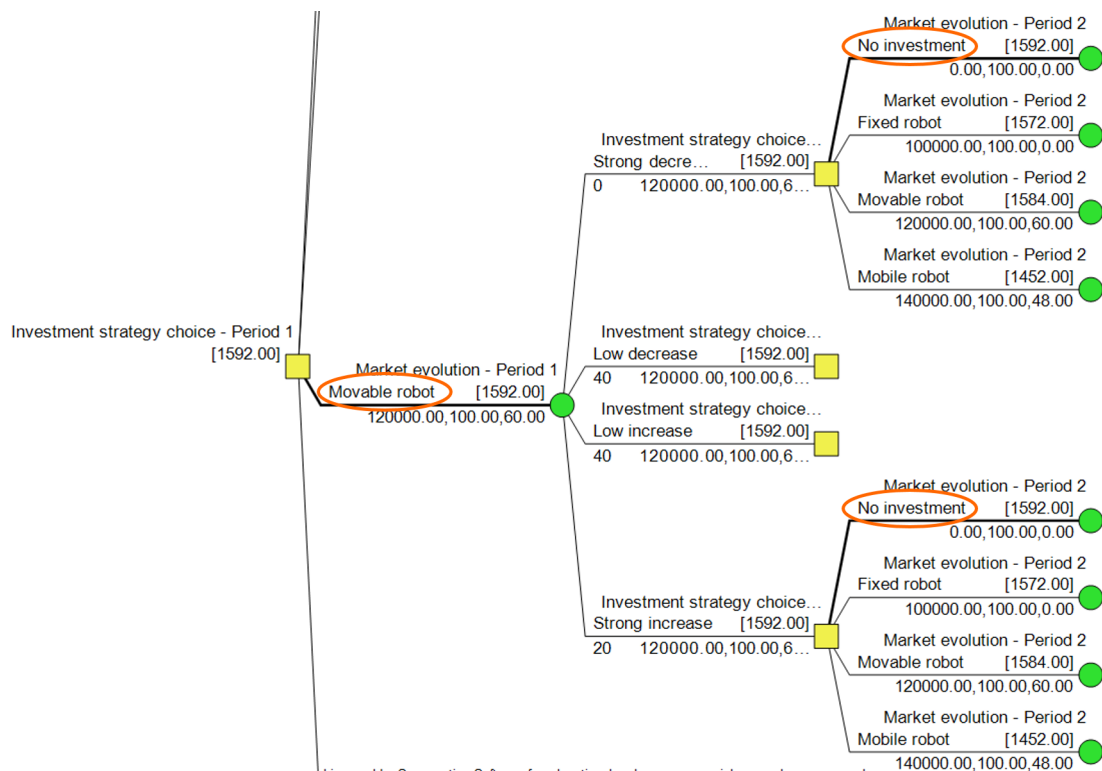 Market evolution - Period 2
No investment [1592.00]
0.00,100.00,0.00
Market evolution - Period 2
Fixed robot [1572.00]
100000.00,100.00,0.00
Investment strategy choice...
Strong decre... [1592.00]
0 120000.00,100.00,6...
Market evolution - Period 2
Movable robot [1584.00]
120000.00,100.00,60.00
Market evolution - Period 2
Mobile robot [1452.00]
140000.00,100.00,48.00
Investment strategy choice - Period 1
[1592.00]
Market evolution - Period 1
Movable robot [1592.00]
120000.00,100.00,60.00
Investment strategy choice...
Low decrease [1592.00]
40 120000.00,100.00,6...
Investment strategy choice...
Low increase [1592.00]
40 120000.00,100.00,6...
Market evolution - Period 2
No investment [1592.00]
0.00,100.00,0.00
Market evolution - Period 2
Fixed robot [1572.00]
100000.00,100.00,0.00
Investment strategy choice...
Strong increase [1592.00]
20 120000.00,100.00,6...
Market evolution - Period 2
Movable robot [1584.00]
120000.00,100.00,60.00
Market evolution - Period 2
Mobile robot [1452.00]
140000.00,100.00,48.00